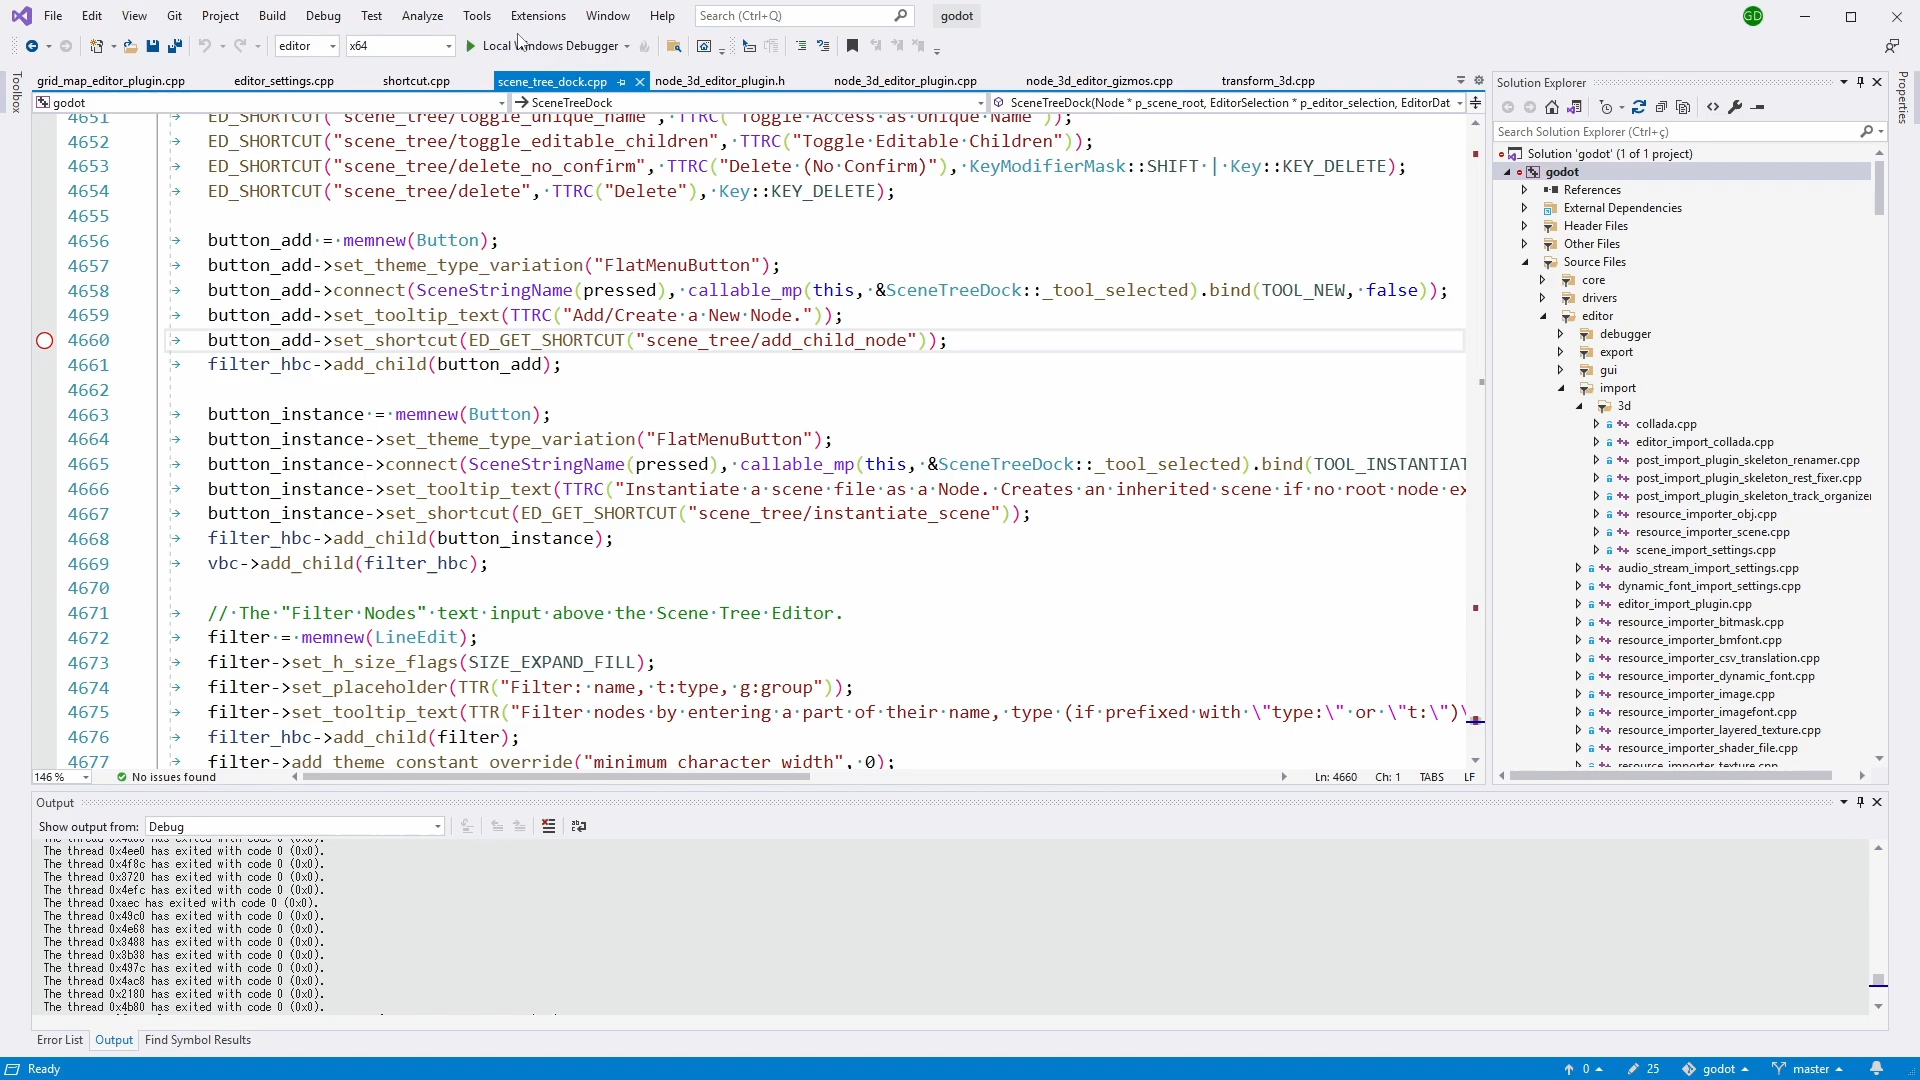 File Edit View Git Project Build Debug Test Analyze Tools Extensions Window Help Search (Ctrl+Q) godot GD
editor x64 Local Windows Debugger
Toolbox
grid_map_editor_plugin.cpp editor_settings.cpp shortcut.cpp scene_tree_dock.cpp node_3d_editor_plugin.h node_3d_editor_plugin.cpp node_3d_editor_gizmos.cpp transform_3d.cpp
godot SceneTreeDock SceneTreeDock(Node * p_scene_root, EditorSelection * p_editor_selection, EditorDat
4651 ED_SHORTCUT("scene_tree/toggle_unique_name", TTRC("Toggle Access as Unique Name"));
4652 ED_SHORTCUT("scene_tree/toggle_editable_children", TTRC("Toggle Editable Children"));
4653 ED_SHORTCUT("scene_tree/delete_no_confirm", TTRC("Delete (No Confirm)"), KeyModifierMask::SHIFT | Key::KEY_DELETE);
4654 ED_SHORTCUT("scene_tree/delete", TTRC("Delete"), Key::KEY_DELETE);
4655
4656 button_add = memnew(Button);
4657 button_add->set_theme_type_variation("FlatMenuButton");
4658 button_add->connect(SceneStringName(pressed), callable_mp(this, &SceneTreeDock::_tool_selected).bind(TOOL_NEW, false));
4659 button_add->set_tooltip_text(TTRC("Add/Create a New Node."));
4660 button_add->set_shortcut(ED_GET_SHORTCUT("scene_tree/add_child_node"));
4661 filter_hbc->add_child(button_add);
4662
4663 button_instance = memnew(Button);
4664 button_instance->set_theme_type_variation("FlatMenuButton");
4665 button_instance->connect(SceneStringName(pressed), callable_mp(this, &SceneTreeDock::_tool_selected).bind(TOOL_INSTANTIAT
4666 button_instance->set_tooltip_text(TTRC("Instantiate a scene file as a Node. Creates an inherited scene if no root node ex
4667 button_instance->set_shortcut(ED_GET_SHORTCUT("scene_tree/instantiate_scene"));
4668 filter_hbc->add_child(button_instance);
4669 vbc->add_child(filter_hbc);
4670
4671 // The "Filter Nodes" text input above the Scene Tree Editor.
4672 filter = memnew(LineEdit);
4673 filter->set_h_size_flags(SIZE_EXPAND_FILL);
4674 filter->set_placeholder(TTR("Filter: name, t:type, g:group"));
4675 filter->set_tooltip_text(TTR("Filter nodes by entering a part of their name, type (if prefixed with \"type:\" or \"t:\")\
4676 filter_hbc->add_child(filter);
4677 filter->add_theme_constant_override("minimum_character_width", 0);
146 % No issues found Ln: 4660 Ch: 1 TABS LF
Solution Explorer
Search Solution Explorer (Ctrl+ç)
Solution 'godot' (1 of 1 project)
godot
References
External Dependencies
Header Files
Other Files
Source Files
core
drivers
editor
debugger
export
gui
import
3d
collada.cpp
editor_import_collada.cpp
post_import_plugin_skeleton_renamer.cpp
post_import_plugin_skeleton_rest_fixer.cpp
post_import_plugin_skeleton_track_organizer
resource_importer_obj.cpp
resource_importer_scene.cpp
scene_import_settings.cpp
audio_stream_import_settings.cpp
dynamic_font_import_settings.cpp
editor_import_plugin.cpp
resource_importer_bitmask.cpp
resource_importer_bmfont.cpp
resource_importer_csv_translation.cpp
resource_importer_dynamic_font.cpp
resource_importer_image.cpp
resource_importer_imagefont.cpp
resource_importer_layered_texture.cpp
resource_importer_shader_file.cpp
resource_importer_texture.cpp
Properties
Output
Show output from: Debug
The thread 0x4ee0 has exited with code 0 (0x0).
The thread 0x4f8c has exited with code 0 (0x0).
The thread 0x3720 has exited with code 0 (0x0).
The thread 0x4efc has exited with code 0 (0x0).
The thread 0xaec has exited with code 0 (0x0).
The thread 0x49c0 has exited with code 0 (0x0).
The thread 0x4e68 has exited with code 0 (0x0).
The thread 0x3488 has exited with code 0 (0x0).
The thread 0x3b38 has exited with code 0 (0x0).
The thread 0x497c has exited with code 0 (0x0).
The thread 0x4ac8 has exited with code 0 (0x0).
The thread 0x2180 has exited with code 0 (0x0).
The thread 0x4b80 has exited with code 0 (0x0).
Error List Output Find Symbol Results
Ready 0 25 godot master